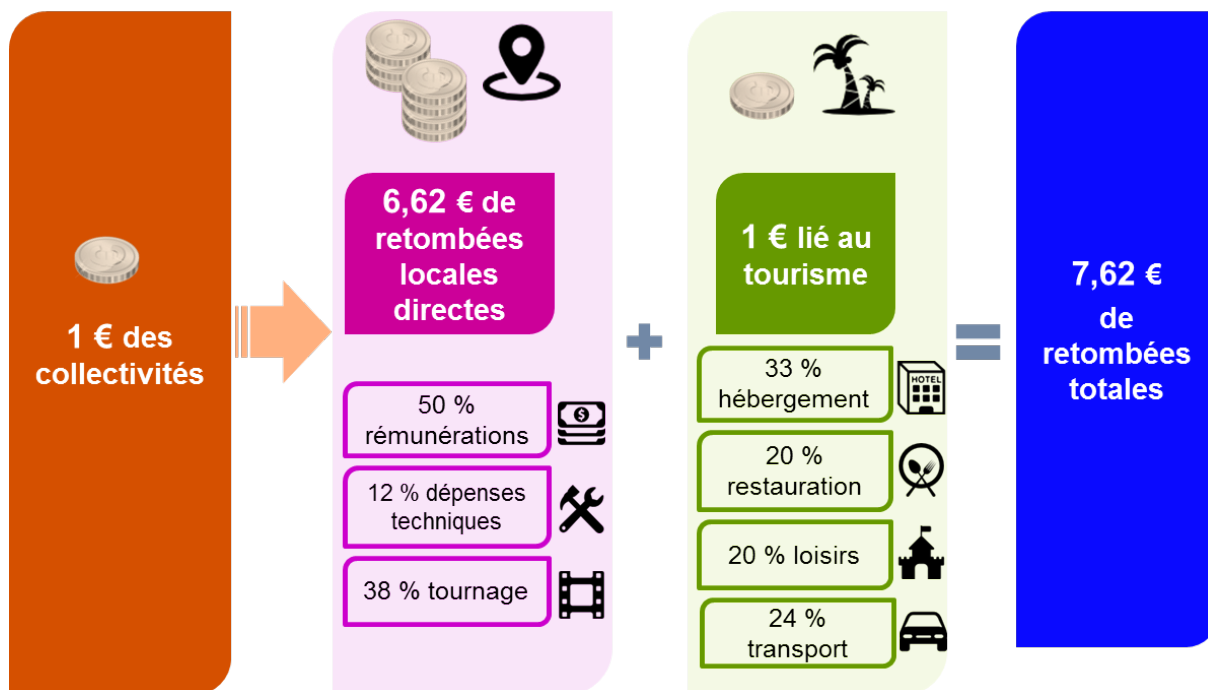 1 € des
collectivités
6,62 € de
retombées
locales
directes
50 %
rémunérations
12 % dépenses
techniques
38 % tournage
1 € lié au
tourisme
33 %
hébergement
HOTEL
20 %
restauration
20 % loisirs
24 %
transport
7,62 €
de
retombées
totales